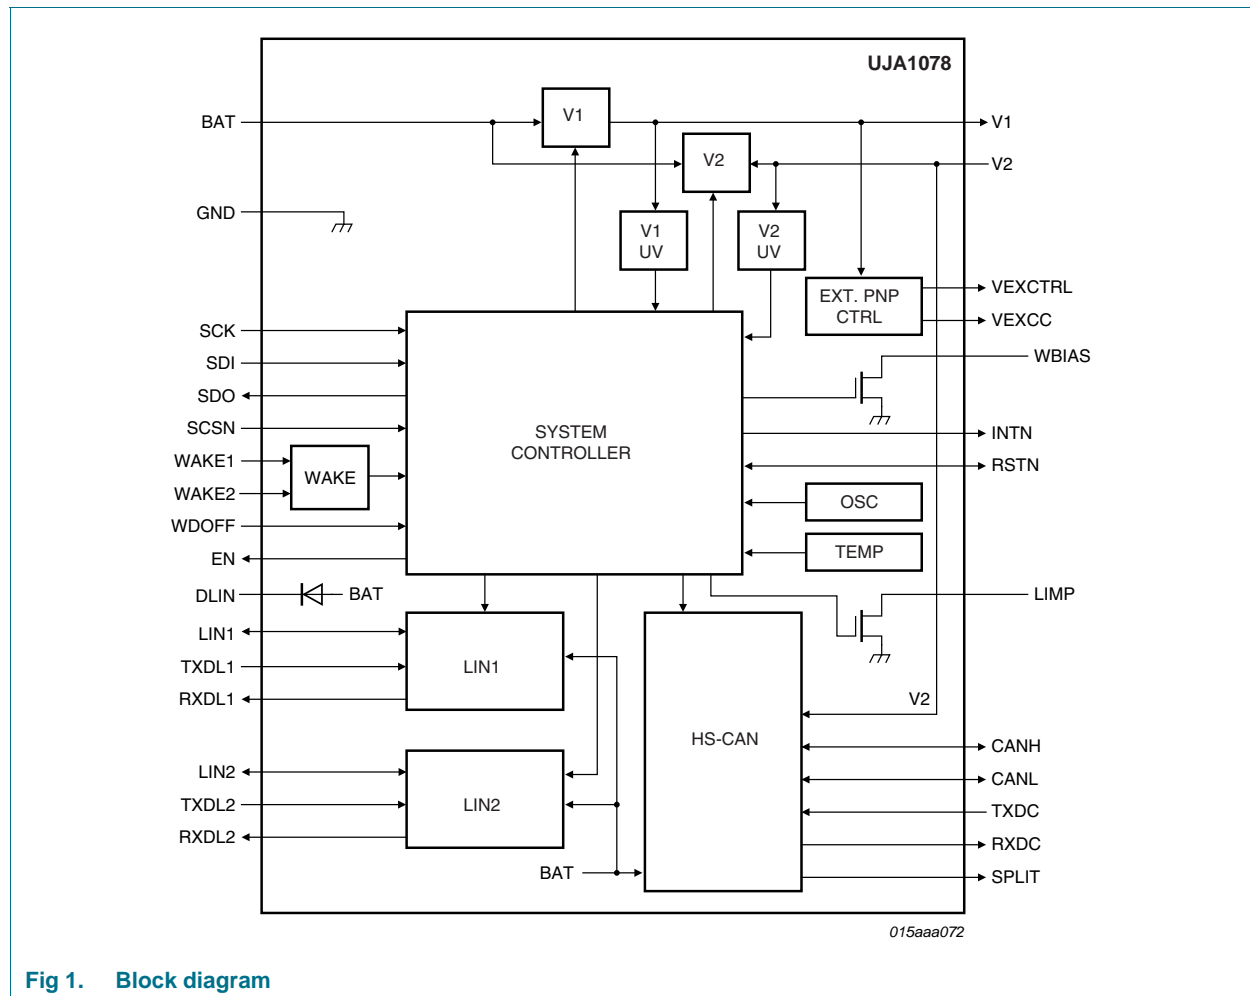 UJA1078
BAT
V1
V1
V2
V2
GND
V1
UV
V2
UV
EXT. PNP
CTRL
VEXCTRL
VEXCC
SCK
SDI
SDO
SCSN
WAKE1
WAKE2
WAKE
WDOFF
EN
SYSTEM
CONTROLLER
WBIAS
INTN
RSTN
OSC
TEMP
DLIN
BAT
LIMP
LIN1
TXDL1
RXDL1
LIN1
V2
HS-CAN
LIN2
TXDL2
RXDL2
LIN2
BAT
CANH
CANL
TXDC
RXDC
SPLIT
015aaa072
Fig 1. Block diagram